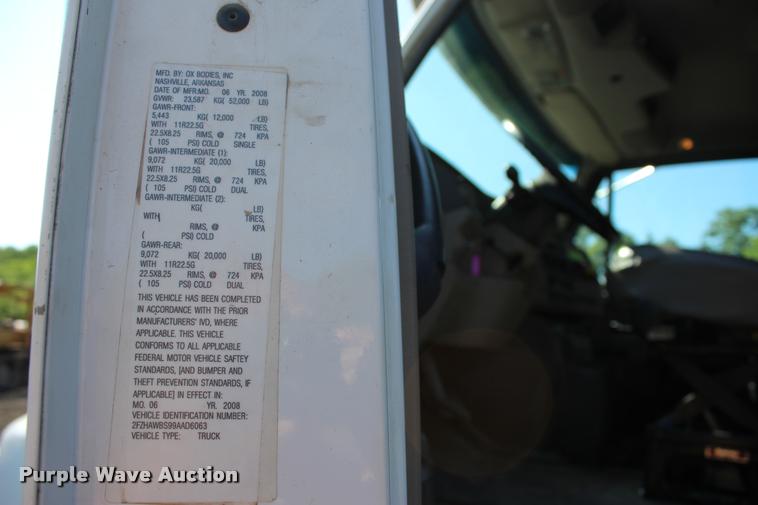 MFD. BY: OX BODIES, INC
NASHVILLE, ARKANSAS
DATE OF MFR:MO. 06 YR. 2008
GVWR: 23,587 KG( 52,000 LB)
GAWR-FRONT:
5,443 KG( 12,000 LB)
WITH 11R22.5G TIRES,
22.5X8.25 RIMS, @ 724 KPA
( 105 PSI) COLD SINGLE
GAWR-INTERMEDIATE (1):
9,072 KG( 20,000 LB)
WITH 11R22.5G TIRES,
22.5X8.25 RIMS, @ 724 KPA
( 105 PSI) COLD DUAL
GAWR-INTERMEDIATE (2):
KG( LB)
WITH TIRES,
RIMS, @ KPA
( PSI) COLD
GAWR-REAR:
9,072 KG( 20,000 LB)
WITH 11R22.5G TIRES,
22.5X8.25 RIMS, @ 724 KPA
( 105 PSI) COLD DUAL
THIS VEHICLE HAS BEEN COMPLETED
IN ACCORDANCE WITH THE PRIOR
MANUFACTURERS' IVD, WHERE
APPLICABLE. THIS VEHICLE
CONFORMS TO ALL APPLICABLE
FEDERAL MOTOR VEHICLE SAFTEY
STANDARDS, [AND BUMPER AND
THEFT PREVENTION STANDARDS, IF
APPLICABLE] IN EFFECT IN:
MO. 06 YR. 2008
VEHICLE IDENTIFICATION NUMBER:
2FZHAWBS99AAD6063
VEHICLE TYPE: TRUCK
Purple Wave Auction